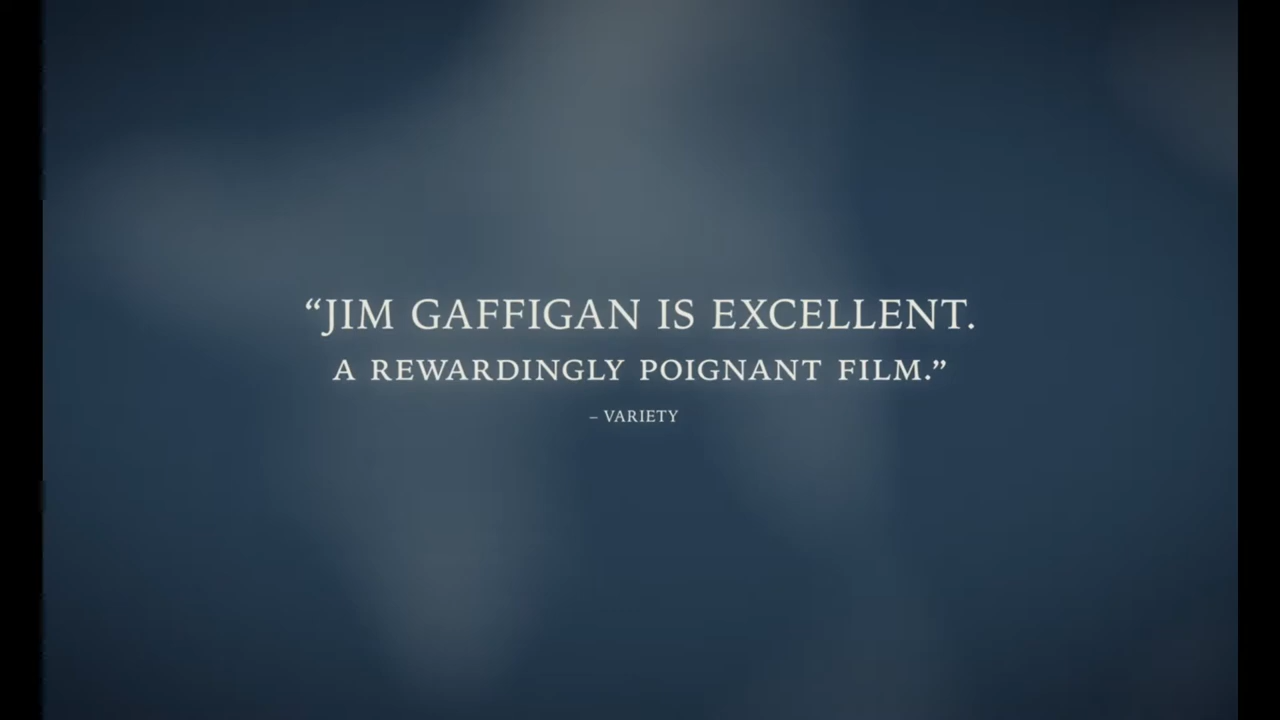 “JIM GAFFIGAN IS EXCELLENT.
A REWARDINGLY POIGNANT FILM.”
– VARIETY